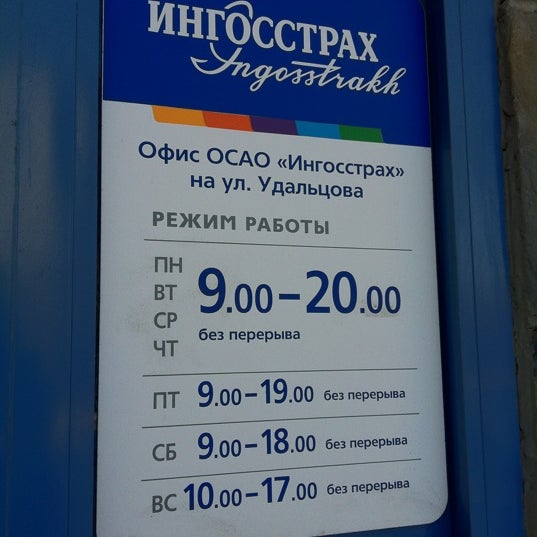 ИНГОССТРАХ
Ingosstrakh
Офис ОСАО «Ингосстрах»
на ул. Удальцова
РЕЖИМ РАБОТЫ
ПН
ВТ
СР
ЧТ
9.00–20.00
без перерыва
ПТ 9.00–19.00 без перерыва
СБ 9.00–18.00 без перерыва
ВС 10.00–17.00 без перерыва